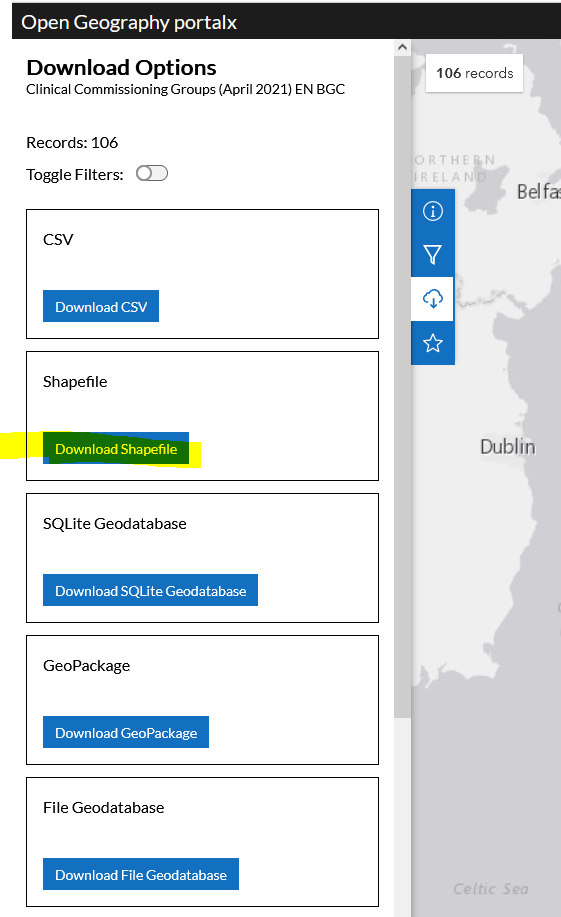 Open Geography portalx
Download Options
Clinical Commissioning Groups (April 2021) EN BGC
Records: 106
Toggle Filters:
CSV
Download CSV
Shapefile
Download Shapefile
SQLite Geodatabase
Download SQLite Geodatabase
GeoPackage
Download GeoPackage
File Geodatabase
Download File Geodatabase
106 records
ORTHERN
IRELAND
Belfas
Dublin
Celtic Sea